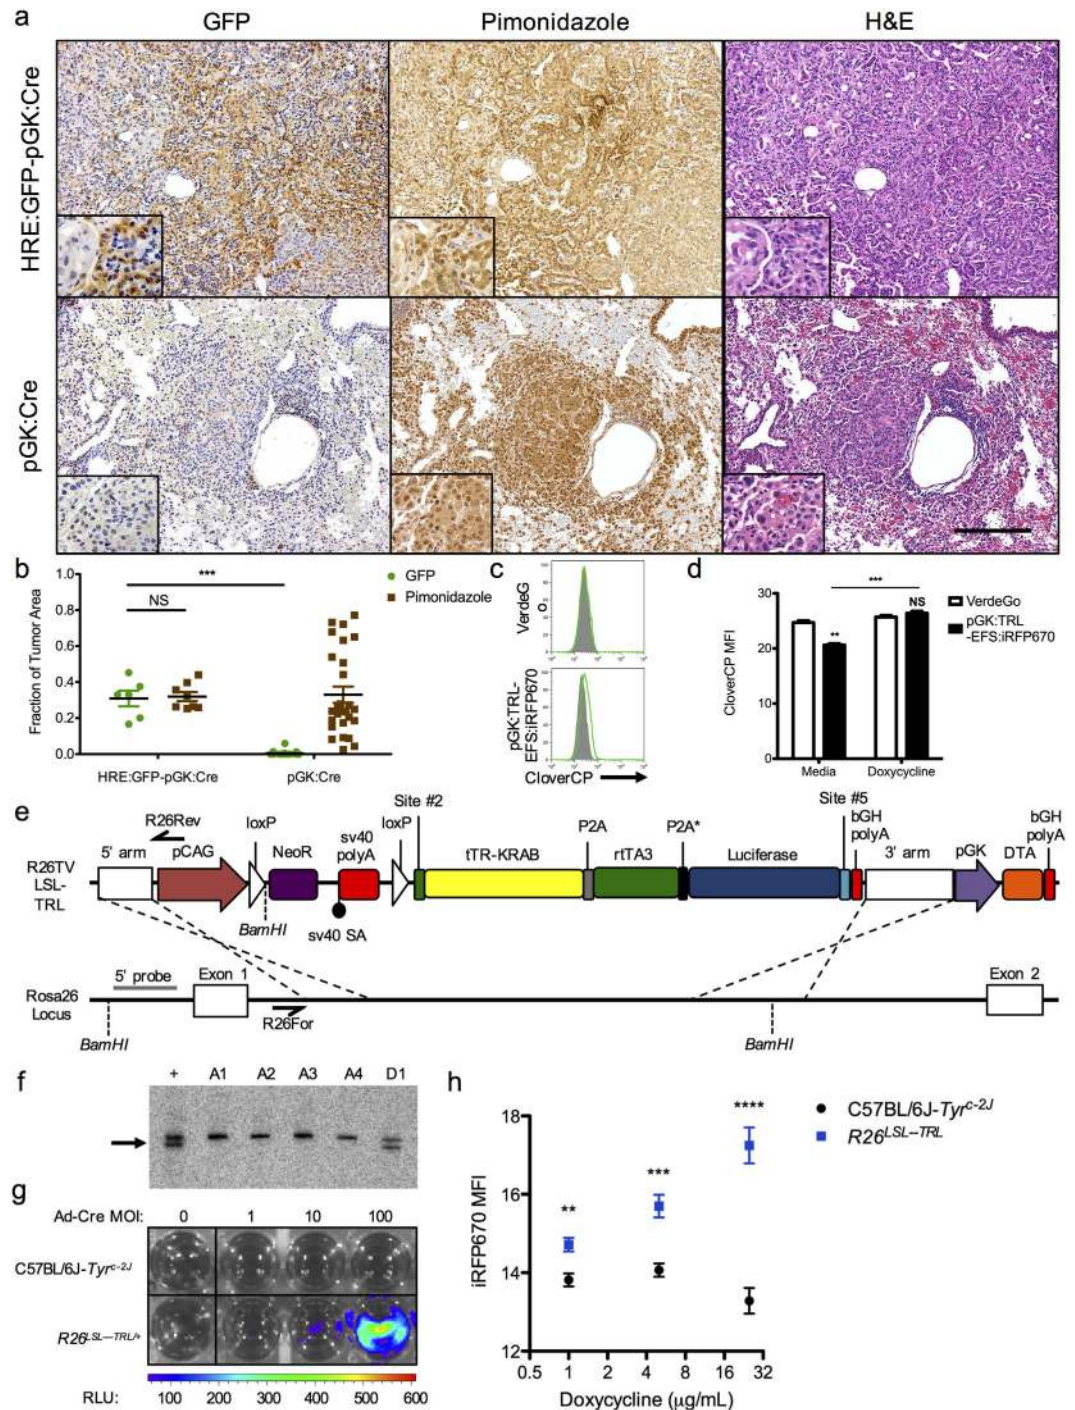 a
GFP
Pimonidazole
H&E
HRE:GFP-pGK:Cre
pGK:Cre
b
***
NS
GFP
Pimonidazole
Fraction of Tumor Area
1.0
0.8
0.6
0.4
0.2
0.0
HRE:GFP-pGK:Cre
pGK:Cre
c
VerdeG
o
pGK:TRL-
EFS:iRFP670
CloverCP
d
***
NS
**
VerdeGo
pGK:TRL
-EFS:iRFP670
CloverCP MFI
30
20
10
0
Media
Doxycycline
e
Site #2
Site #5
R26Rev
loxP
sv40
polyA
loxP
P2A
P2A*
bGH
polyA
bGH
polyA
5' arm
pCAG
NeoR
tTR-KRAB
rtTA3
Luciferase
3' arm
pGK
DTA
R26TV
LSL-
TRL
BamHI
sv40 SA
5' probe
Exon 1
Exon 2
Rosa26
Locus
R26For
BamHI
BamHI
f
+ A1 A2 A3 A4 D1
g
Ad-Cre MOI: 0 1 10 100
C57BL/6J-Tyrc-2J
R26LSL—TRL/+
RLU: 100 200 300 400 500 600
h
C57BL/6J-Tyrc-2J
R26LSL–TRL
****
***
**
iRFP670 MFI
18
16
14
12
0.5 1 2 4 8 16 32
Doxycycline (µg/mL)